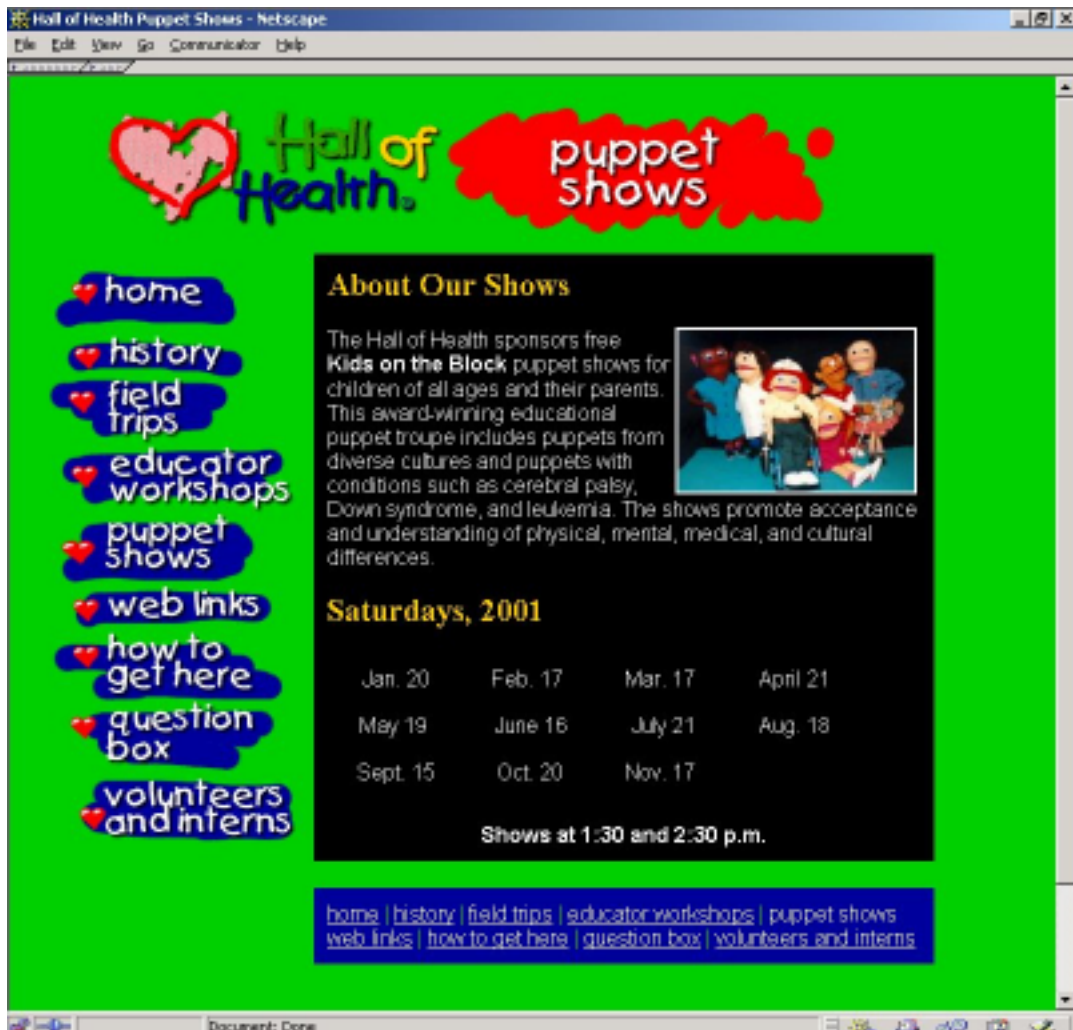 Hall of Health Puppet Shows - Netscape
File Edit View Go Communicator Help
Hall of
Health®
puppet
shows
home
history
field
trips
educator
workshops
puppet
shows
web links
how to
get here
question
box
volunteers
and interns
About Our Shows
The Hall of Health sponsors free
Kids on the Block puppet shows for
children of all ages and their parents.
This award-winning educational
puppet troupe includes puppets from
diverse cultures and puppets with
conditions such as cerebral palsy,
Down syndrome, and leukemia. The shows promote acceptance
and understanding of physical, mental, medical, and cultural
differences.
Saturdays, 2001
Jan. 20 Feb. 17 Mar. 17 April 21
May 19 June 16 July 21 Aug. 18
Sept. 15 Oct. 20 Nov. 17
Shows at 1:30 and 2:30 p.m.
home | history | field trips | educator workshops | puppet shows
web links | how to get here | question box | volunteers and interns
Document: Done